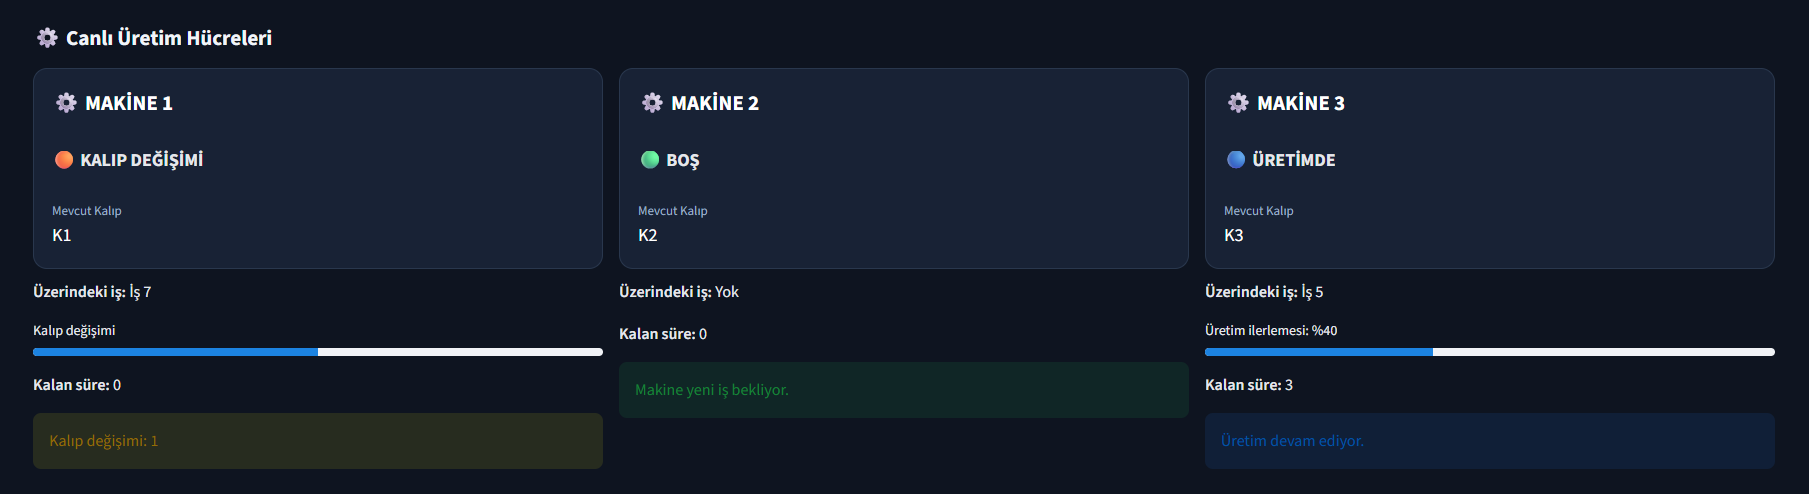 Canlı Üretim Hücreleri
MAKİNE 1
KALIP DEĞİŞİMİ
Mevcut Kalıp
K1
Üzerindeki iş: İş 7
Kalıp değişimi
Kalan süre: 0
Kalıp değişimi: 1
MAKİNE 2
BOŞ
Mevcut Kalıp
K2
Üzerindeki iş: Yok
Kalan süre: 0
Makine yeni iş bekliyor.
MAKİNE 3
ÜRETİMDE
Mevcut Kalıp
K3
Üzerindeki iş: İş 5
Üretim ilerlemesi: %40
Kalan süre: 3
Üretim devam ediyor.